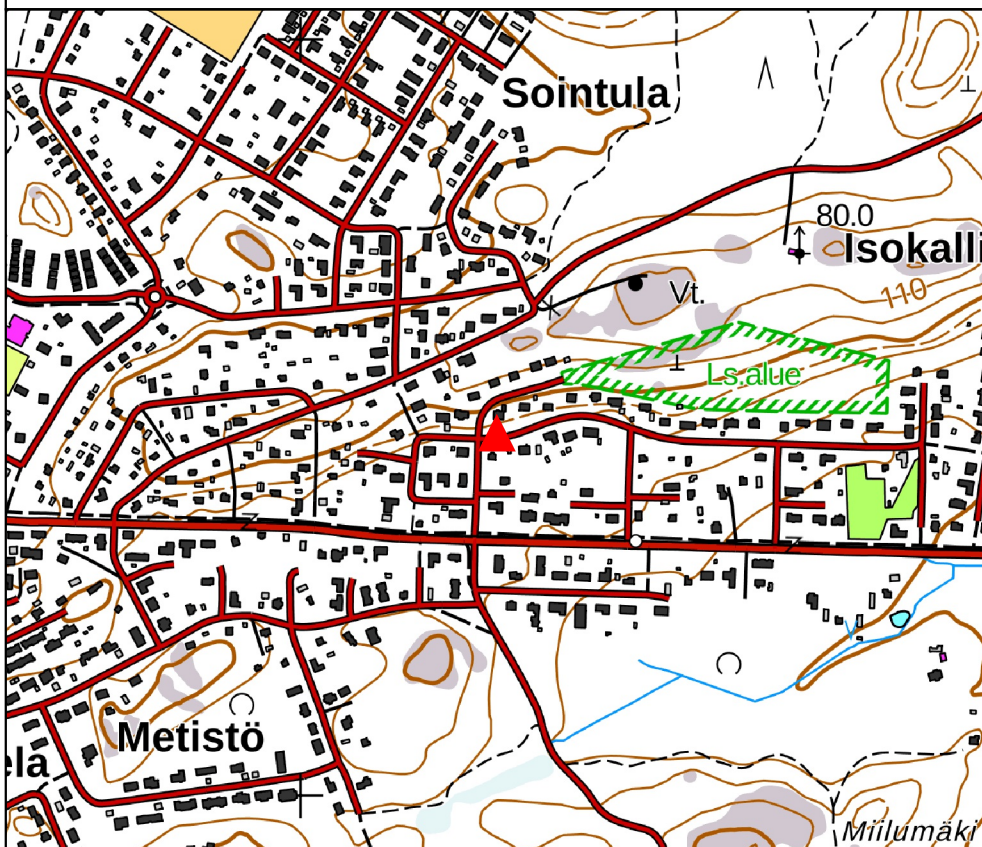 Sointula
80.0
Isokalli
Vt.
110
Ls.alue
Metistö
ela
Miilumäki